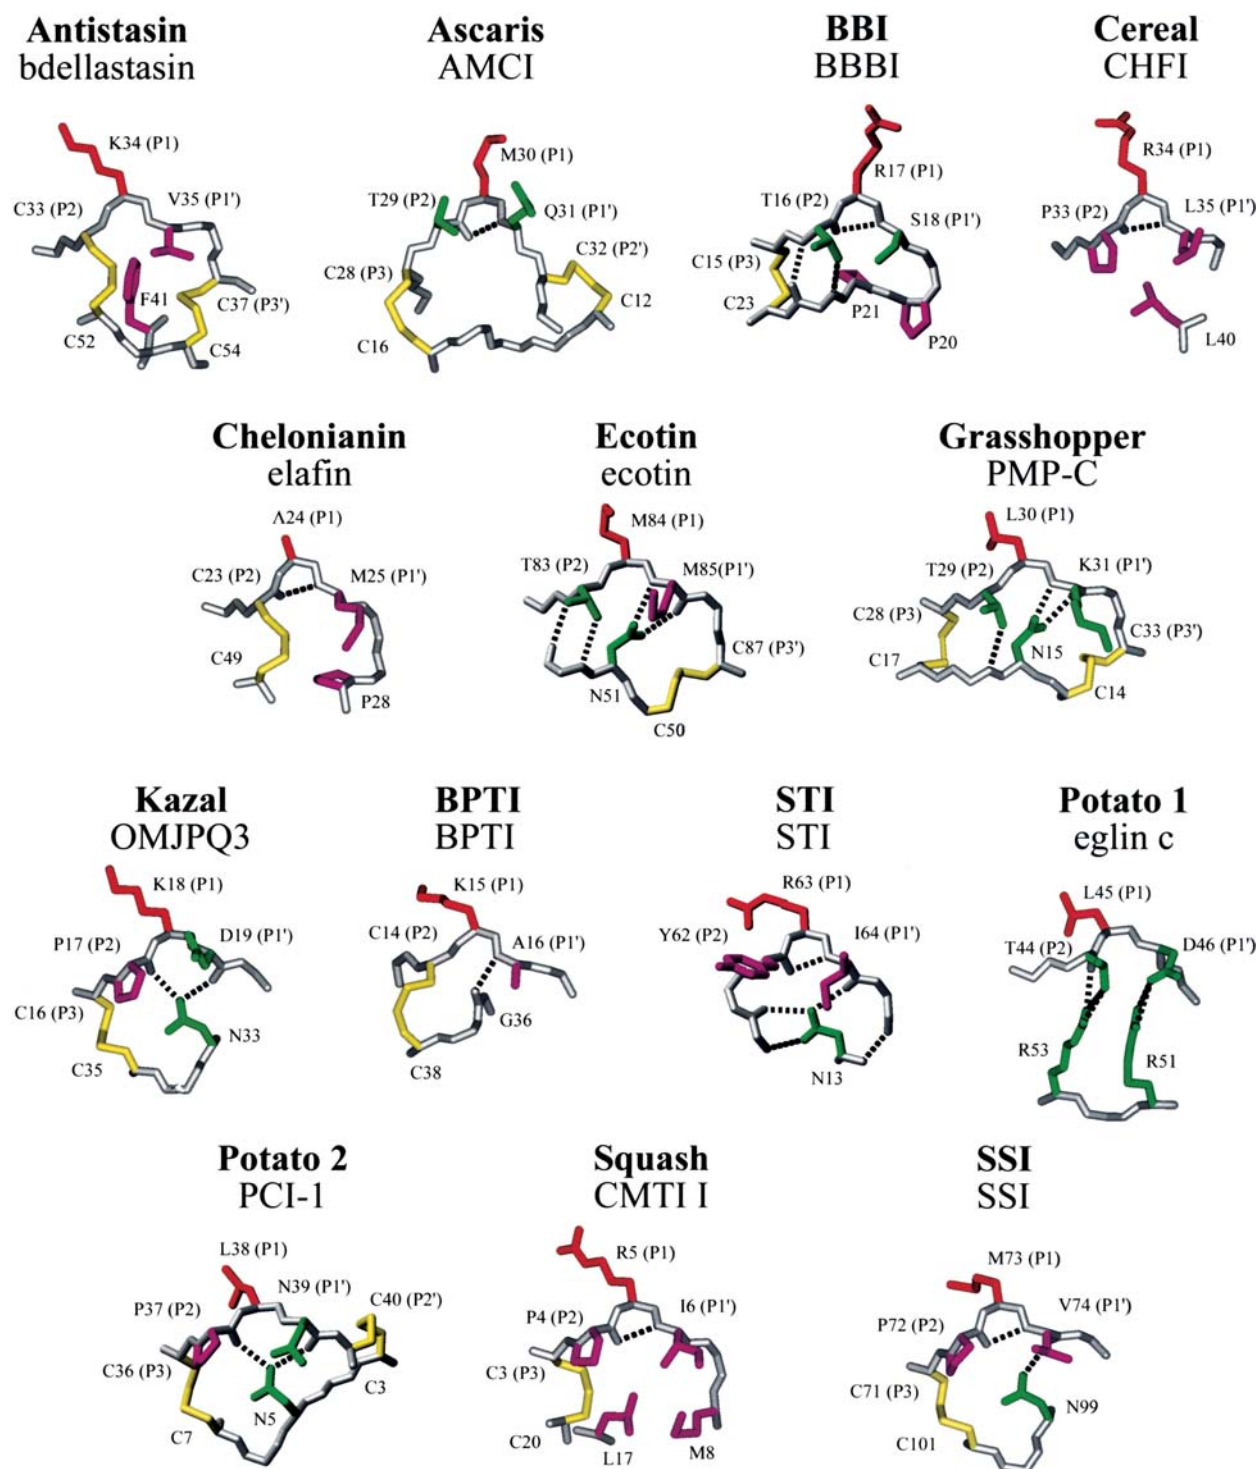 Antistasin
bdellastasin
K34 (P1)
V35 (P1')
C33 (P2)
F41
C37 (P3')
C52
C54
Ascaris
AMCI
M30 (P1)
T29 (P2)
Q31 (P1')
C32 (P2')
C28 (P3)
C12
C16
BBI
BBBI
R17 (P1)
T16 (P2)
S18 (P1')
C15 (P3)
C23
P21
P20
Cereal
CHFI
R34 (P1)
P33 (P2)
L35 (P1')
L40
Chelonianin
elafin
A24 (P1)
C23 (P2)
M25 (P1')
C49
P28
Ecotin
ecotin
M84 (P1)
T83 (P2)
M85(P1')
C87 (P3')
N51
C50
Grasshopper
PMP-C
L30 (P1)
T29 (P2)
K31 (P1')
C28 (P3)
C33 (P3')
C17
N15
C14
Kazal
OMJPQ3
K18 (P1)
P17 (P2)
D19 (P1')
C16 (P3)
N33
C35
BPTI
BPTI
K15 (P1)
C14 (P2)
A16 (P1')
G36
C38
STI
STI
R63 (P1)
Y62 (P2)
I64 (P1')
N13
Potato 1
eglin c
L45 (P1)
T44 (P2)
D46 (P1')
R53
R51
Potato 2
PCI-1
L38 (P1)
N39 (P1')
P37 (P2)
C40 (P2')
C36 (P3)
C3
N5
C7
Squash
CMTI I
R5 (P1)
P4 (P2)
I6 (P1')
C3 (P3)
C20
L17
M8
SSI
SSI
M73 (P1)
V74 (P1')
P72 (P2)
C71 (P3)
N99
C101